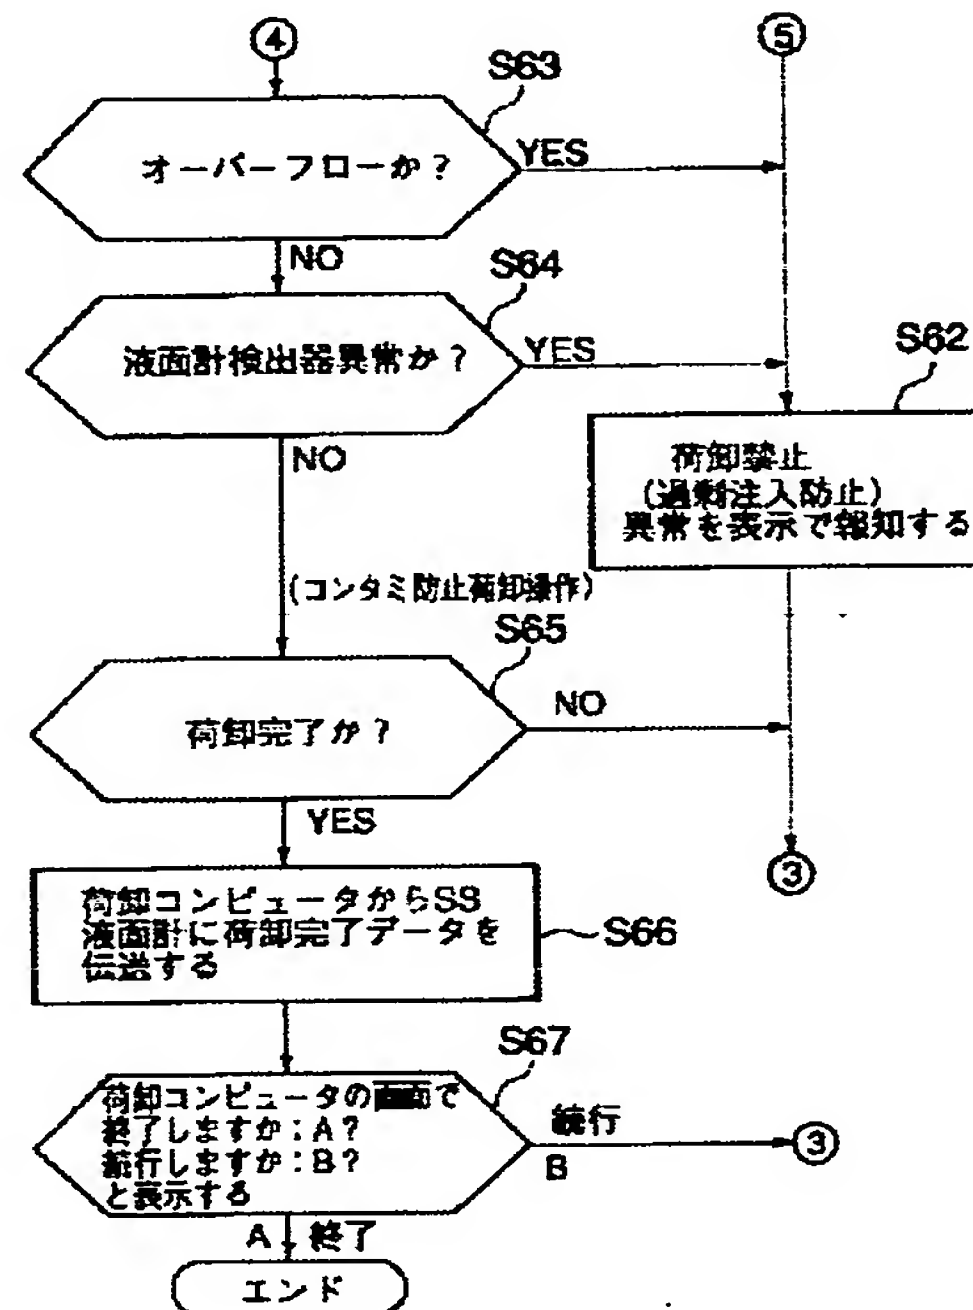 ④
⑤
S63
オーバーフローか？
YES
NO
S64
液面計検出器異常か？
YES
NO
S62
荷卸禁止
(過剰注入防止)
異常を表示で報知する
(コンタミ防止荷卸操作)
S65
荷卸完了か？
NO
YES
③
荷卸コンピュータからSS
液面計に荷卸完了データを
伝送する
S66
S67
荷卸コンピュータの画面で
終了しますか：A？
続行しますか：B？
と表示する
続行
B
③
A
終了
エンド